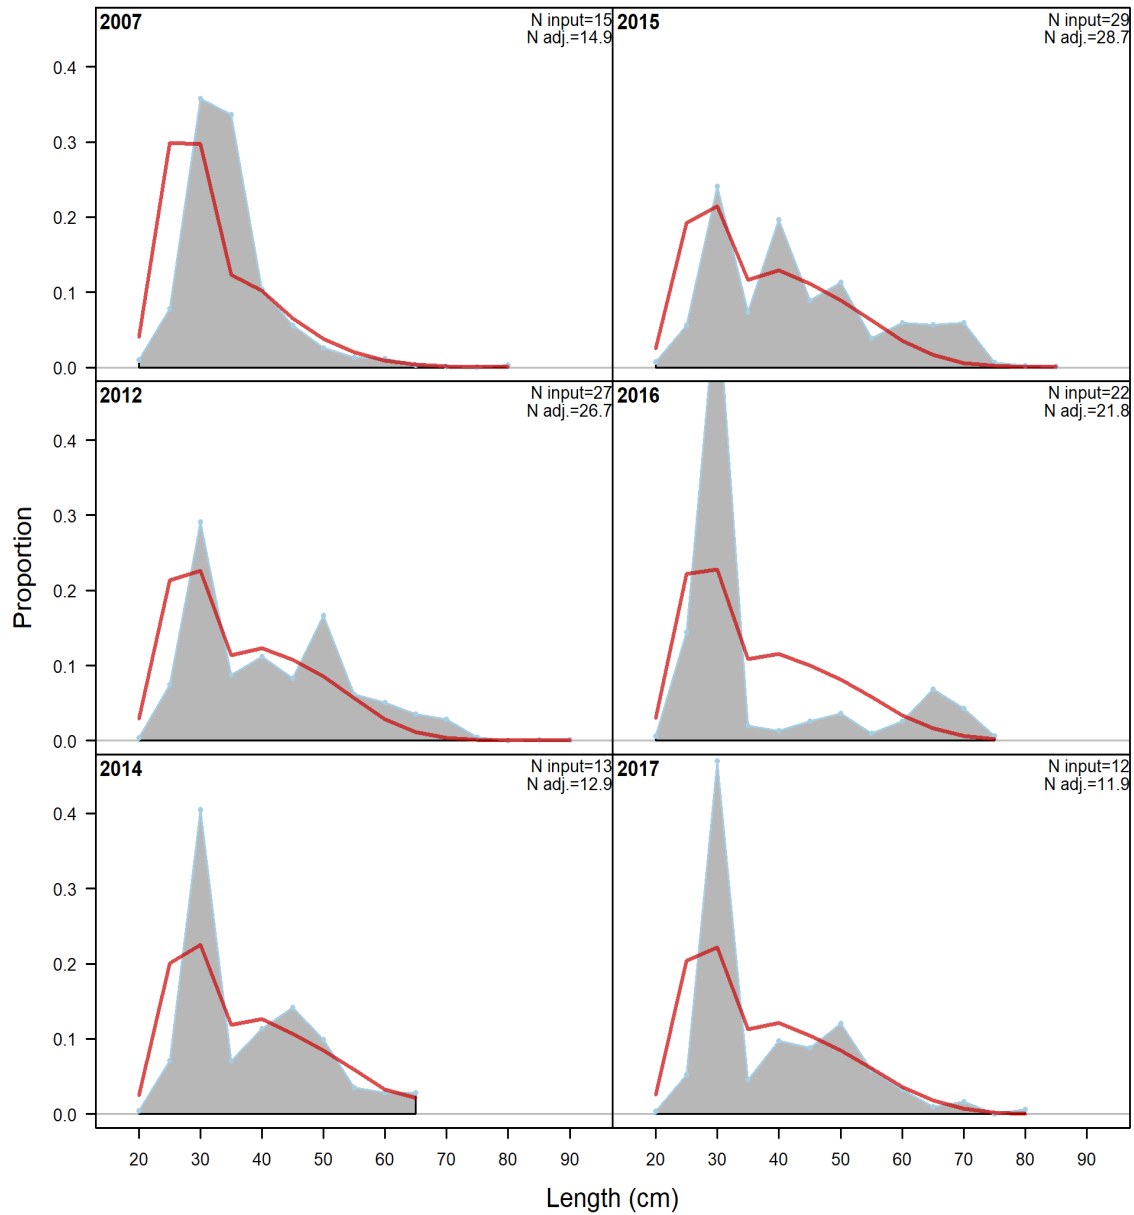 2007
N input=15
N adj.=14.9
2015
N input=29
N adj.=28.7
0.4
0.3
0.2
0.1
0.0
2012
N input=27
N adj.=26.7
2016
N input=22
N adj.=21.8
0.4
0.3
0.2
0.1
0.0
Proportion
2014
N input=13
N adj.=12.9
2017
N input=12
N adj.=11.9
0.4
0.3
0.2
0.1
0.0
20 30 40 50 60 70 80 90
20 30 40 50 60 70 80 90
Length (cm)